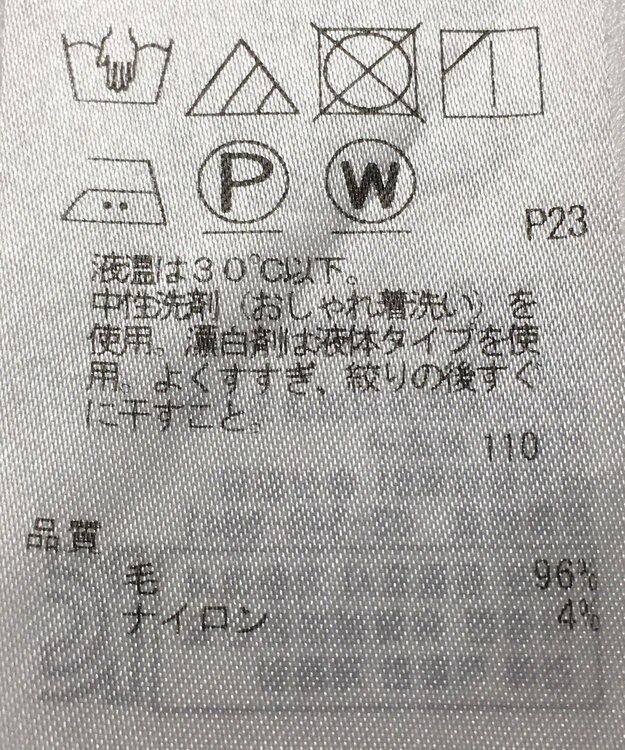 P W
P23
液温は30℃以下。
中性洗剤（おしゃれ着洗い）を
使用。漂白剤は液体タイプを使
用。よくすすぎ、絞りの後すぐ
に干すこと。
110
品質
毛 96%
ナイロン 4%